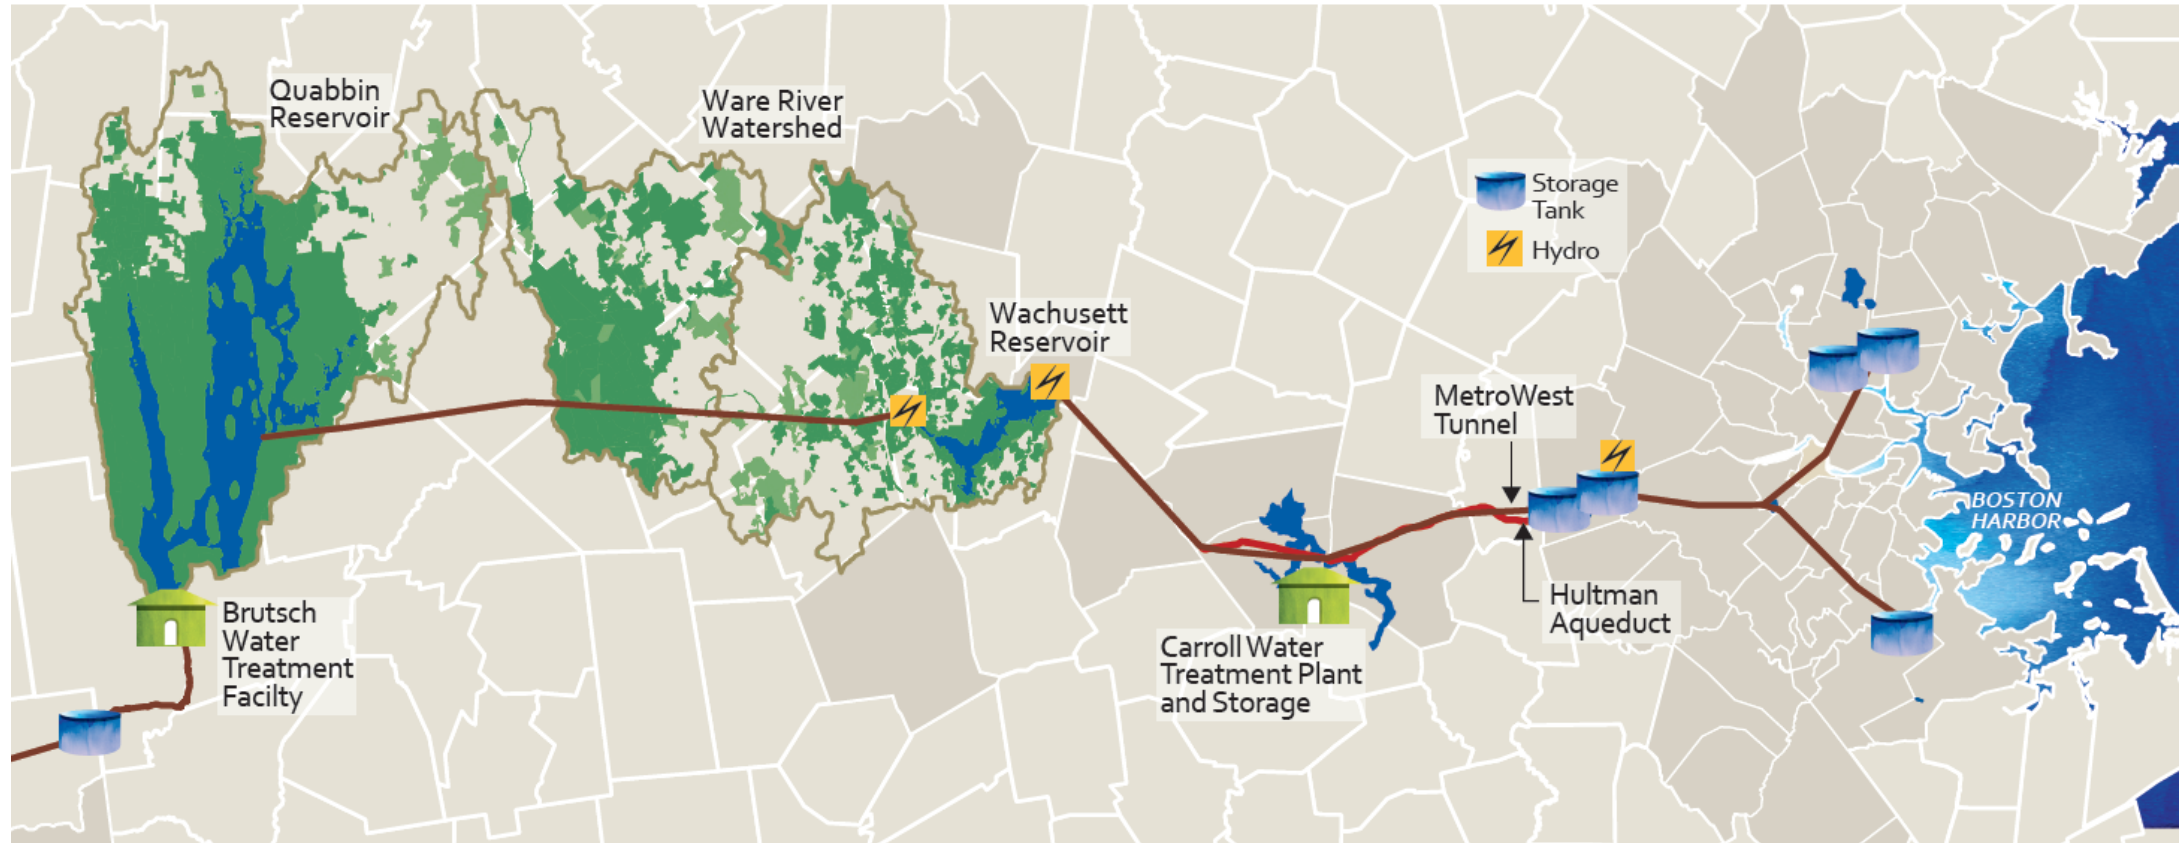 Quabbin
Reservoir
Ware River
Watershed
Storage
Tank
Hydro
Wachusett
Reservoir
MetroWest
Tunnel
BOSTON
HARBOR
Hultman
Aqueduct
Brutsch
Water
Treatment
Facilty
Carroll Water
Treatment Plant
and Storage